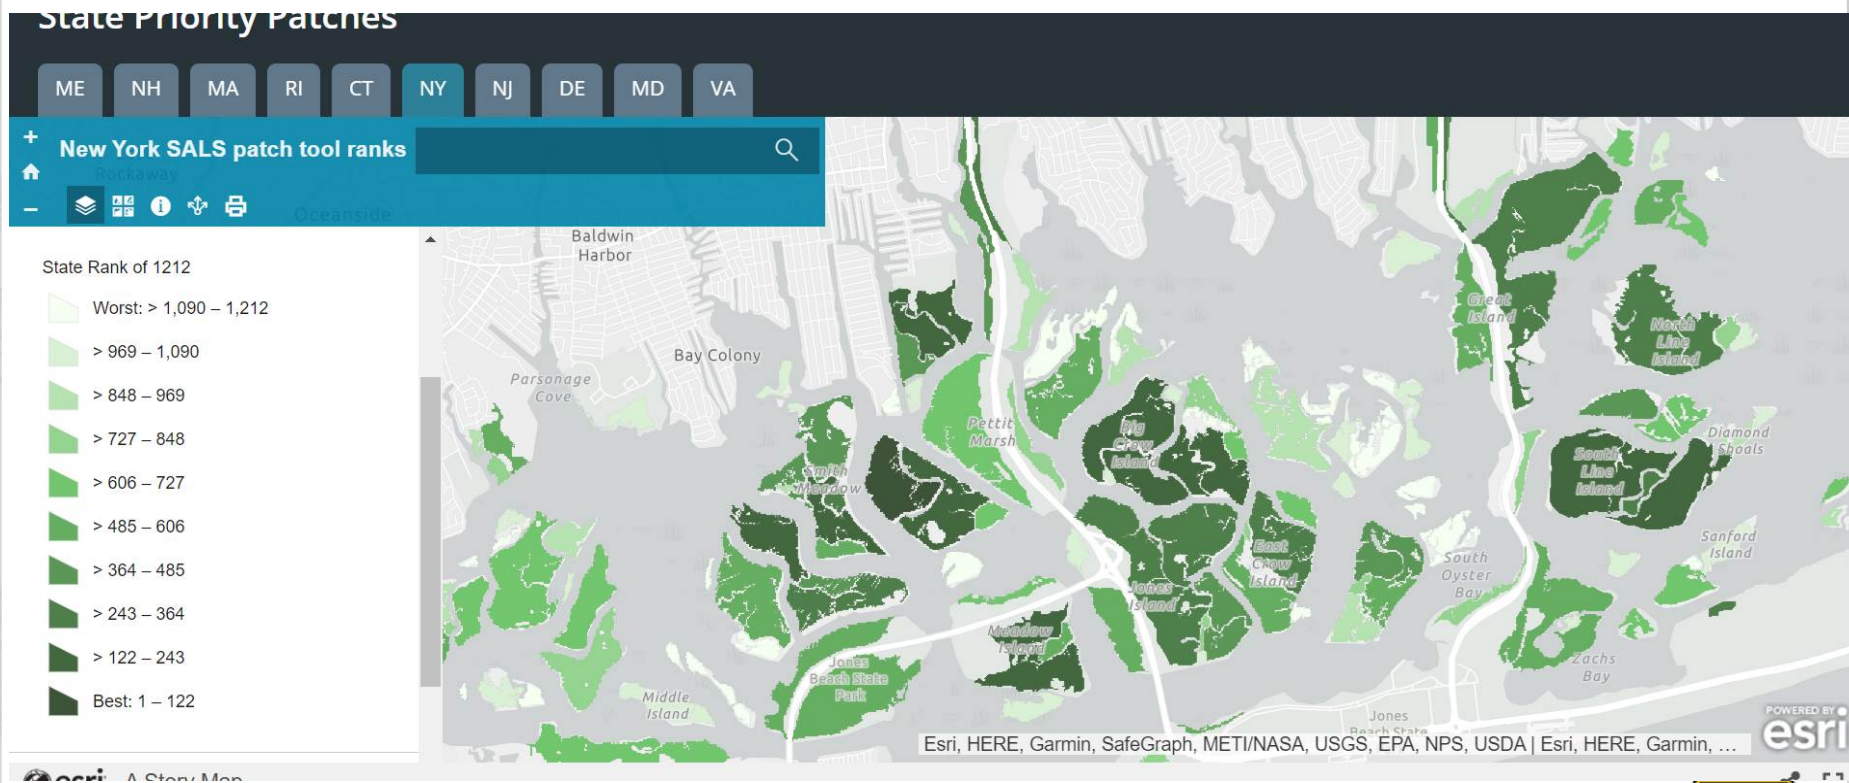 State Priority Patches
ME NH MA RI CT NY NJ DE MD VA
+
New York SALS patch tool ranks
Rockaway
–
Oceanside
Baldwin
Harbor
State Rank of 1212
Worst: > 1,090 – 1,212
> 969 – 1,090
> 848 – 969
> 727 – 848
> 606 – 727
> 485 – 606
> 364 – 485
> 243 – 364
> 122 – 243
Best: 1 – 122
Bay Colony
Parsonage
Cove
Pettit
Marsh
Smith
Meadow
Big
Crow
Island
Great
Island
North
Line
Island
Diamond
Shoals
South
Line
Island
Sanford
Island
East
Crow
Island
South
Oyster
Bay
Jones
Island
Meadow
Island
Jones
Beach State
Park
Middle
Island
Zachs
Bay
Jones
Beach State
POWERED BY
esri
Esri, HERE, Garmin, SafeGraph, METI/NASA, USGS, EPA, NPS, USDA | Esri, HERE, Garmin, ...
esri A Story Map